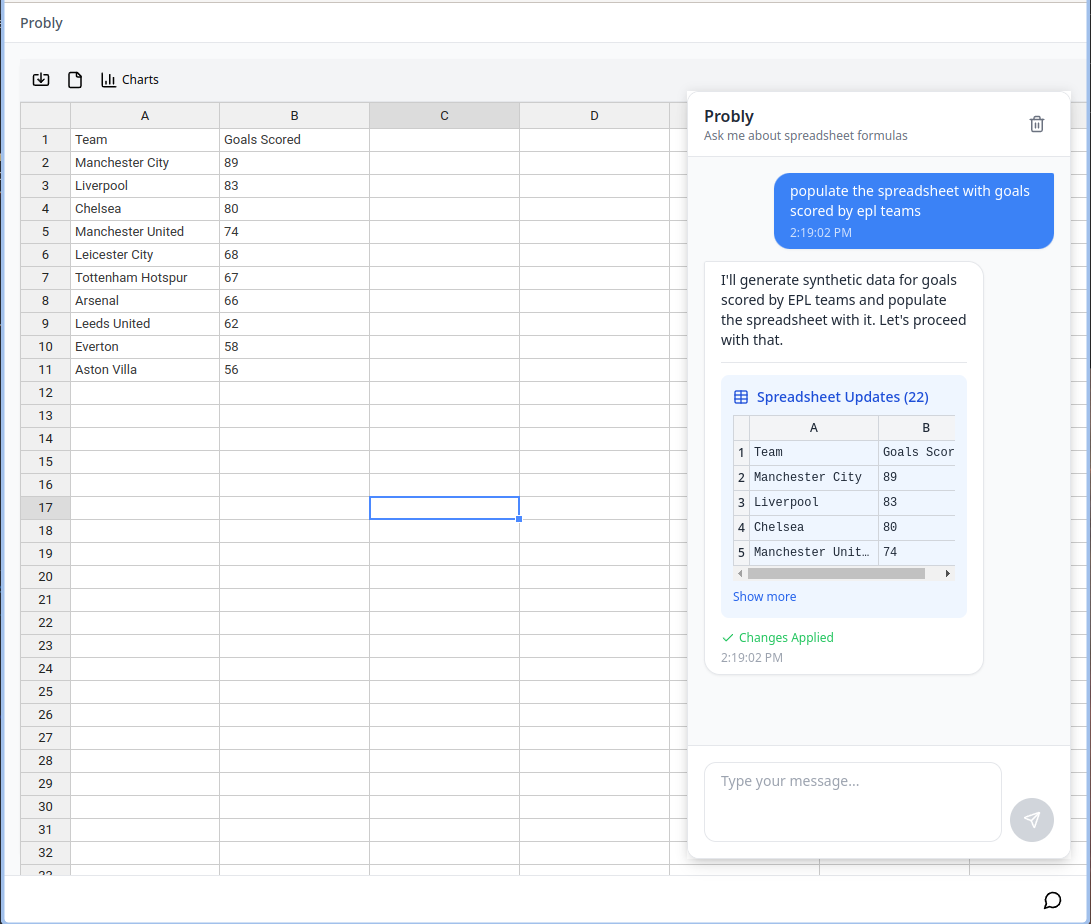 Probly
Charts
A B C D
1 Team Goals Scored
2 Manchester City 89
3 Liverpool 83
4 Chelsea 80
5 Manchester United 74
6 Leicester City 68
7 Tottenham Hotspur 67
8 Arsenal 66
9 Leeds United 62
10 Everton 58
11 Aston Villa 56
12
13
14
15
16
17
18
19
20
21
22
23
24
25
26
27
28
29
30
31
32
33
Probly
Ask me about spreadsheet formulas
populate the spreadsheet with goals
scored by epl teams
2:19:02 PM
I'll generate synthetic data for goals
scored by EPL teams and populate
the spreadsheet with it. Let's proceed
with that.
Spreadsheet Updates (22)
A B
1 Team Goals Scor
2 Manchester City 89
3 Liverpool 83
4 Chelsea 80
5 Manchester Unit… 74
Show more
Changes Applied
2:19:02 PM
Type your message...